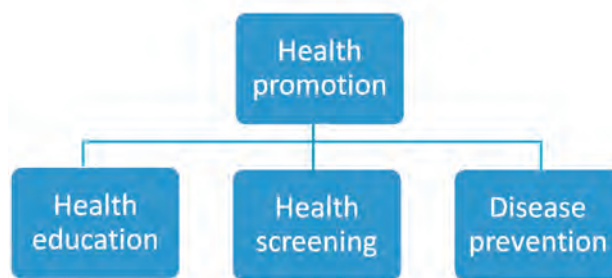 Health
promotion
Health
education
Health
screening
Disease
prevention